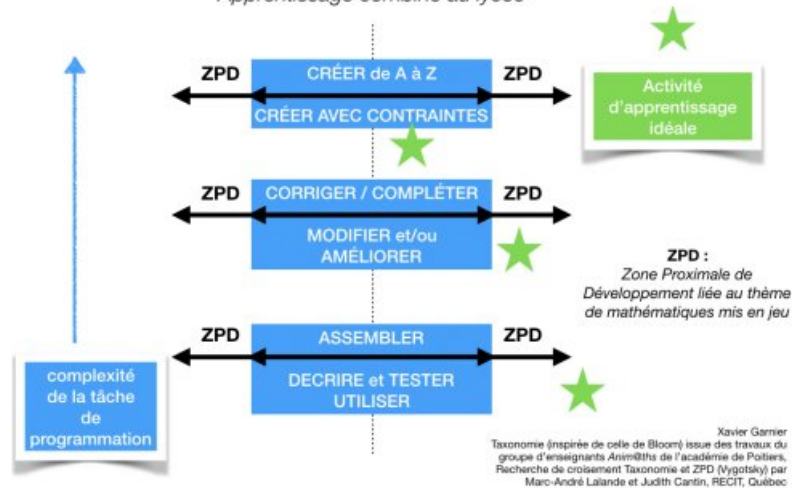 Apprentissage combiné au lycée
ZPD
CRÉER de A à Z
ZPD
CRÉER AVEC CONTRAINTES
Activité
d'apprentissage
idéale
ZPD
CORRIGER / COMPLÉTER
ZPD
MODIFIER et/ou
AMÉLIORER
ZPD :
Zone Proximale de
Développement liée au thème
de mathématiques mis en jeu
ZPD
ASSEMBLER
ZPD
DECRIRE et TESTER
UTILISER
complexité
de la tâche
de
programmation
Xavier Garnier
Taxonomie (inspirée de celle de Bloom) issue des travaux du
groupe d'enseignants Anim@ths de l'académie de Poitiers,
Recherche de croisement Taxonomie et ZPD (Vygotsky) par
Marc-André Lalande et Judith Cantin, RECIT, Québec